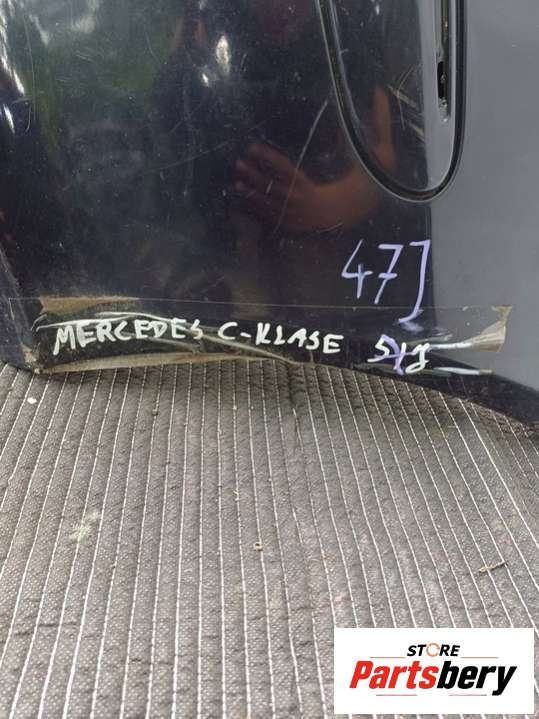 47]
MERCEDES C-KLASE
STORE
Partsbery